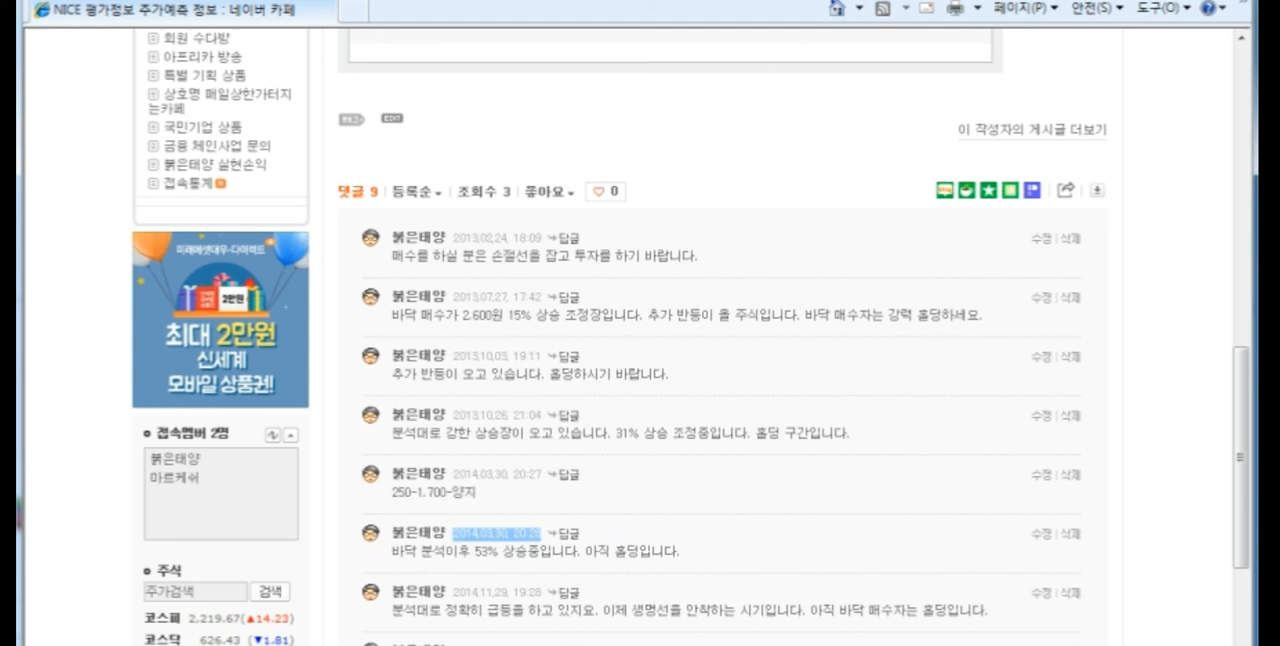 NICE 평가정보 주가예측 정보 : 네이버 카페
페이지(P) 안전(S) 도구(O)
회원 수다방
아프리카 방송
특별 기획 상품
상호명 매일상한가터지
는카페
국민기업 상품
금융 체인사업 문의
붉은태양 실현손익
접속통계
EDIT
이 작성자의 게시글 더보기
댓글 9 등록순 조회수 3 좋아요 0
붉은태양 2013.02.24. 18:09 답글 수정 | 삭제
매수를 하실 분은 손절선을 잡고 투자를 하기 바랍니다.
붉은태양 2013.07.27. 17:42 답글 수정 | 삭제
바닥 매수가 2.600원 15% 상승 조정장입니다. 추가 반등이 올 주식입니다. 바닥 매수자는 강력 홀딩하세요.
붉은태양 2013.10.03. 19:11 답글 수정 | 삭제
추가 반등이 오고 있습니다. 홀딩하시기 바랍니다.
붉은태양 2013.10.26. 21:04 답글 수정 | 삭제
분석대로 강한 상승장이 오고 있습니다. 31% 상승 조정중입니다. 홀딩 구간입니다.
붉은태양 2014.03.30. 20:27 답글 수정 | 삭제
250-1.700-양지
붉은태양 2014.03.30. 20:28 답글 수정 | 삭제
바닥 분석이후 53% 상승중입니다. 아직 홀딩입니다.
붉은태양 2014.11.29. 19:28 답글 수정 | 삭제
분석대로 정확히 급등을 하고 있지요. 이제 생명선을 안착하는 시기입니다. 아직 바닥 매수자는 홀딩입니다.
미래에셋대우-다이렉트
2만원
최대 2만원
신세계
모바일 상품권!
접속멤버 2명
붉은태양
마르케쉬
주식
주가검색 검색
코스피 2,219.67(▲14.23)
코스닥 626.43 (▼1.81)